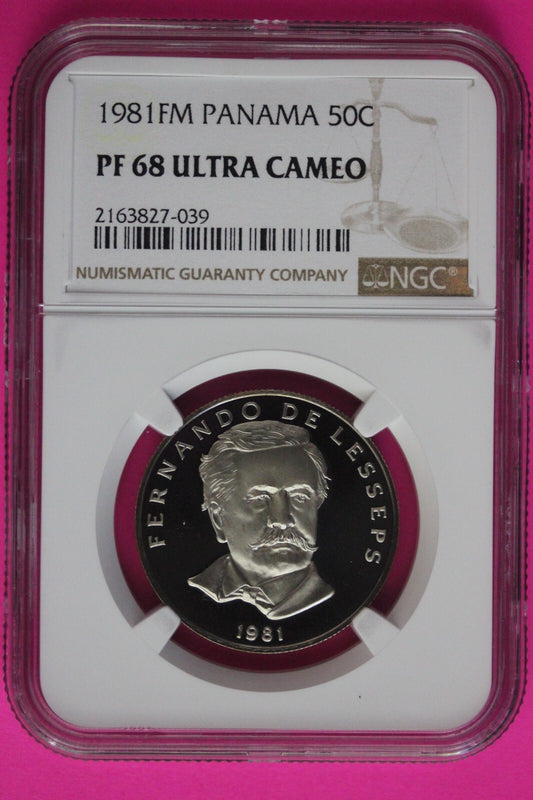 1981FM PANAMA 50C
PF 68 ULTRA CAMEO
2163827-039
NUMISMATIC GUARANTY COMPANY
NGC®
FERNANDO DE LESSEPS
1981